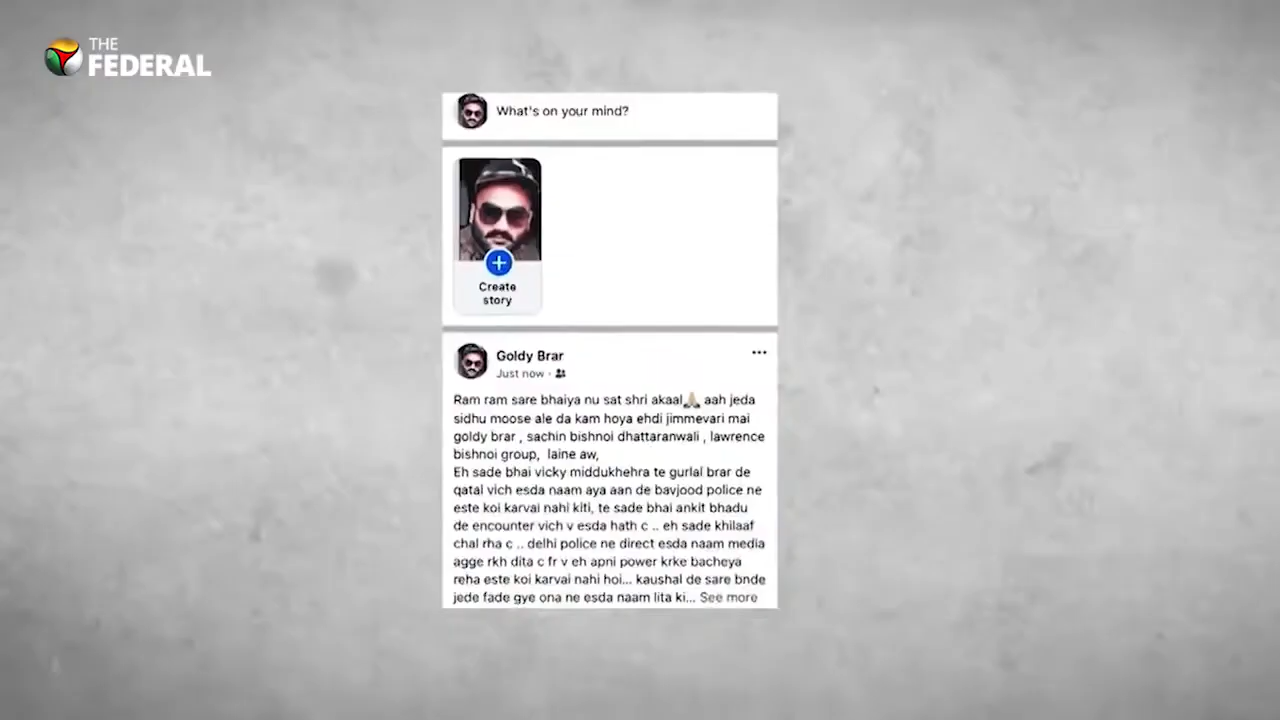 THE
FEDERAL
What's on your mind?
Create
story
Goldy Brar
Just now ·
Ram ram sare bhaiya nu sat shri akaal🙏🏼 aah jeda
sidhu moose ale da kam hoya ehdi jimmevari mai
goldy brar , sachin bishnoi dhattaranwali , lawrence
bishnoi group, laine aw,
Eh sade bhai vicky middukhehra te gurlal brar de
qatal vich esda naam aya aan de bavjood police ne
este koi karvai nahi kiti, te sade bhai ankit bhadu
de encounter vich v esda hath c .. eh sade khilaaf
chal rha c .. delhi police ne direct esda naam media
agge rkh dita c fr v eh apni power krke bacheya
reha este koi karvai nahi hoi... kaushal de sare bnde
jede fade gye ona ne esda naam lita ki... See more